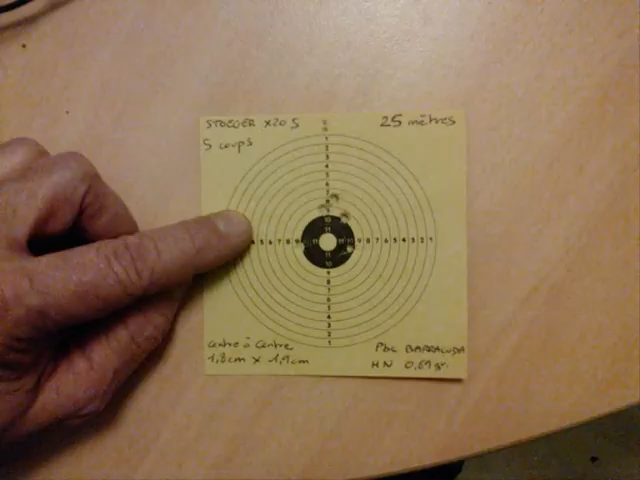 STOEGER X20 S
25 mètres
5 coups
centre à centre
1,8cm X 1,9cm
Pbc BARRACUDA
HN 0,69 gr.